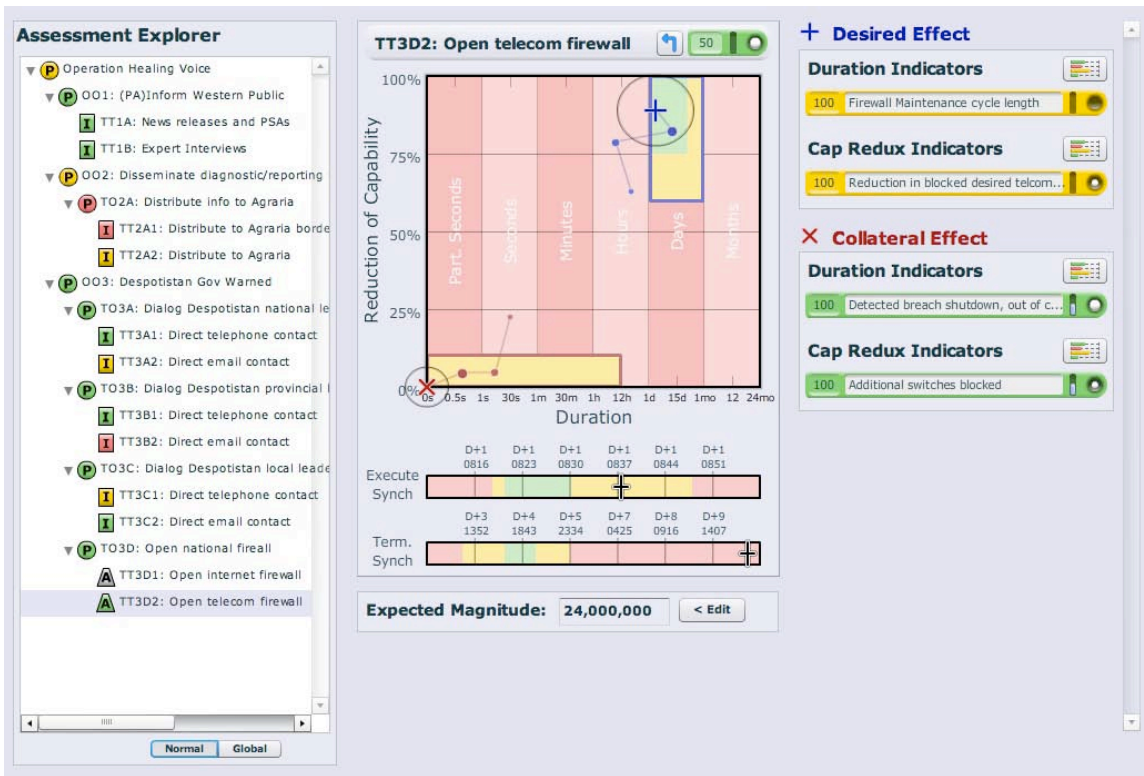 Assessment Explorer
Operation Healing Voice
OO1: (PA)Inform Western Public
TT1A: News releases and PSAs
TT1B: Expert Interviews
OO2: Disseminate diagnostic/reporting
TO2A: Distribute info to Agraria
TT2A1: Distribute to Agraria borde
TT2A2: Distribute to Agraria
OO3: Despotistan Gov Warned
TO3A: Dialog Despotistan national le
TT3A1: Direct telephone contact
TT3A2: Direct email contact
TO3B: Dialog Despotistan provincial
TT3B1: Direct telephone contact
TT3B2: Direct email contact
TO3C: Dialog Despotistan local leade
TT3C1: Direct telephone contact
TT3C2: Direct email contact
TO3D: Open national fireall
TT3D1: Open internet firewall
TT3D2: Open telecom firewall
Normal Global
TT3D2: Open telecom firewall 50
100%
75%
50%
25%
0%
Reduction of Capability
Part. Seconds
Seconds
Minutes
Hours
Days
Months
0s 0.5s 1s 30s 1m 30m 1h 12h 1d 15d 1mo 12 24mo
Duration
D+1 D+1 D+1 D+1 D+1 D+1
0816 0823 0830 0837 0844 0851
Execute
Synch
D+3 D+4 D+5 D+7 D+8 D+9
1352 1843 2334 0425 0916 1407
Term.
Synch
Expected Magnitude: 24,000,000 < Edit
Desired Effect
Duration Indicators
100 Firewall Maintenance cycle length
Cap Redux Indicators
100 Reduction in blocked desired telcom...
Collateral Effect
Duration Indicators
100 Detected breach shutdown, out of c...
Cap Redux Indicators
100 Additional switches blocked